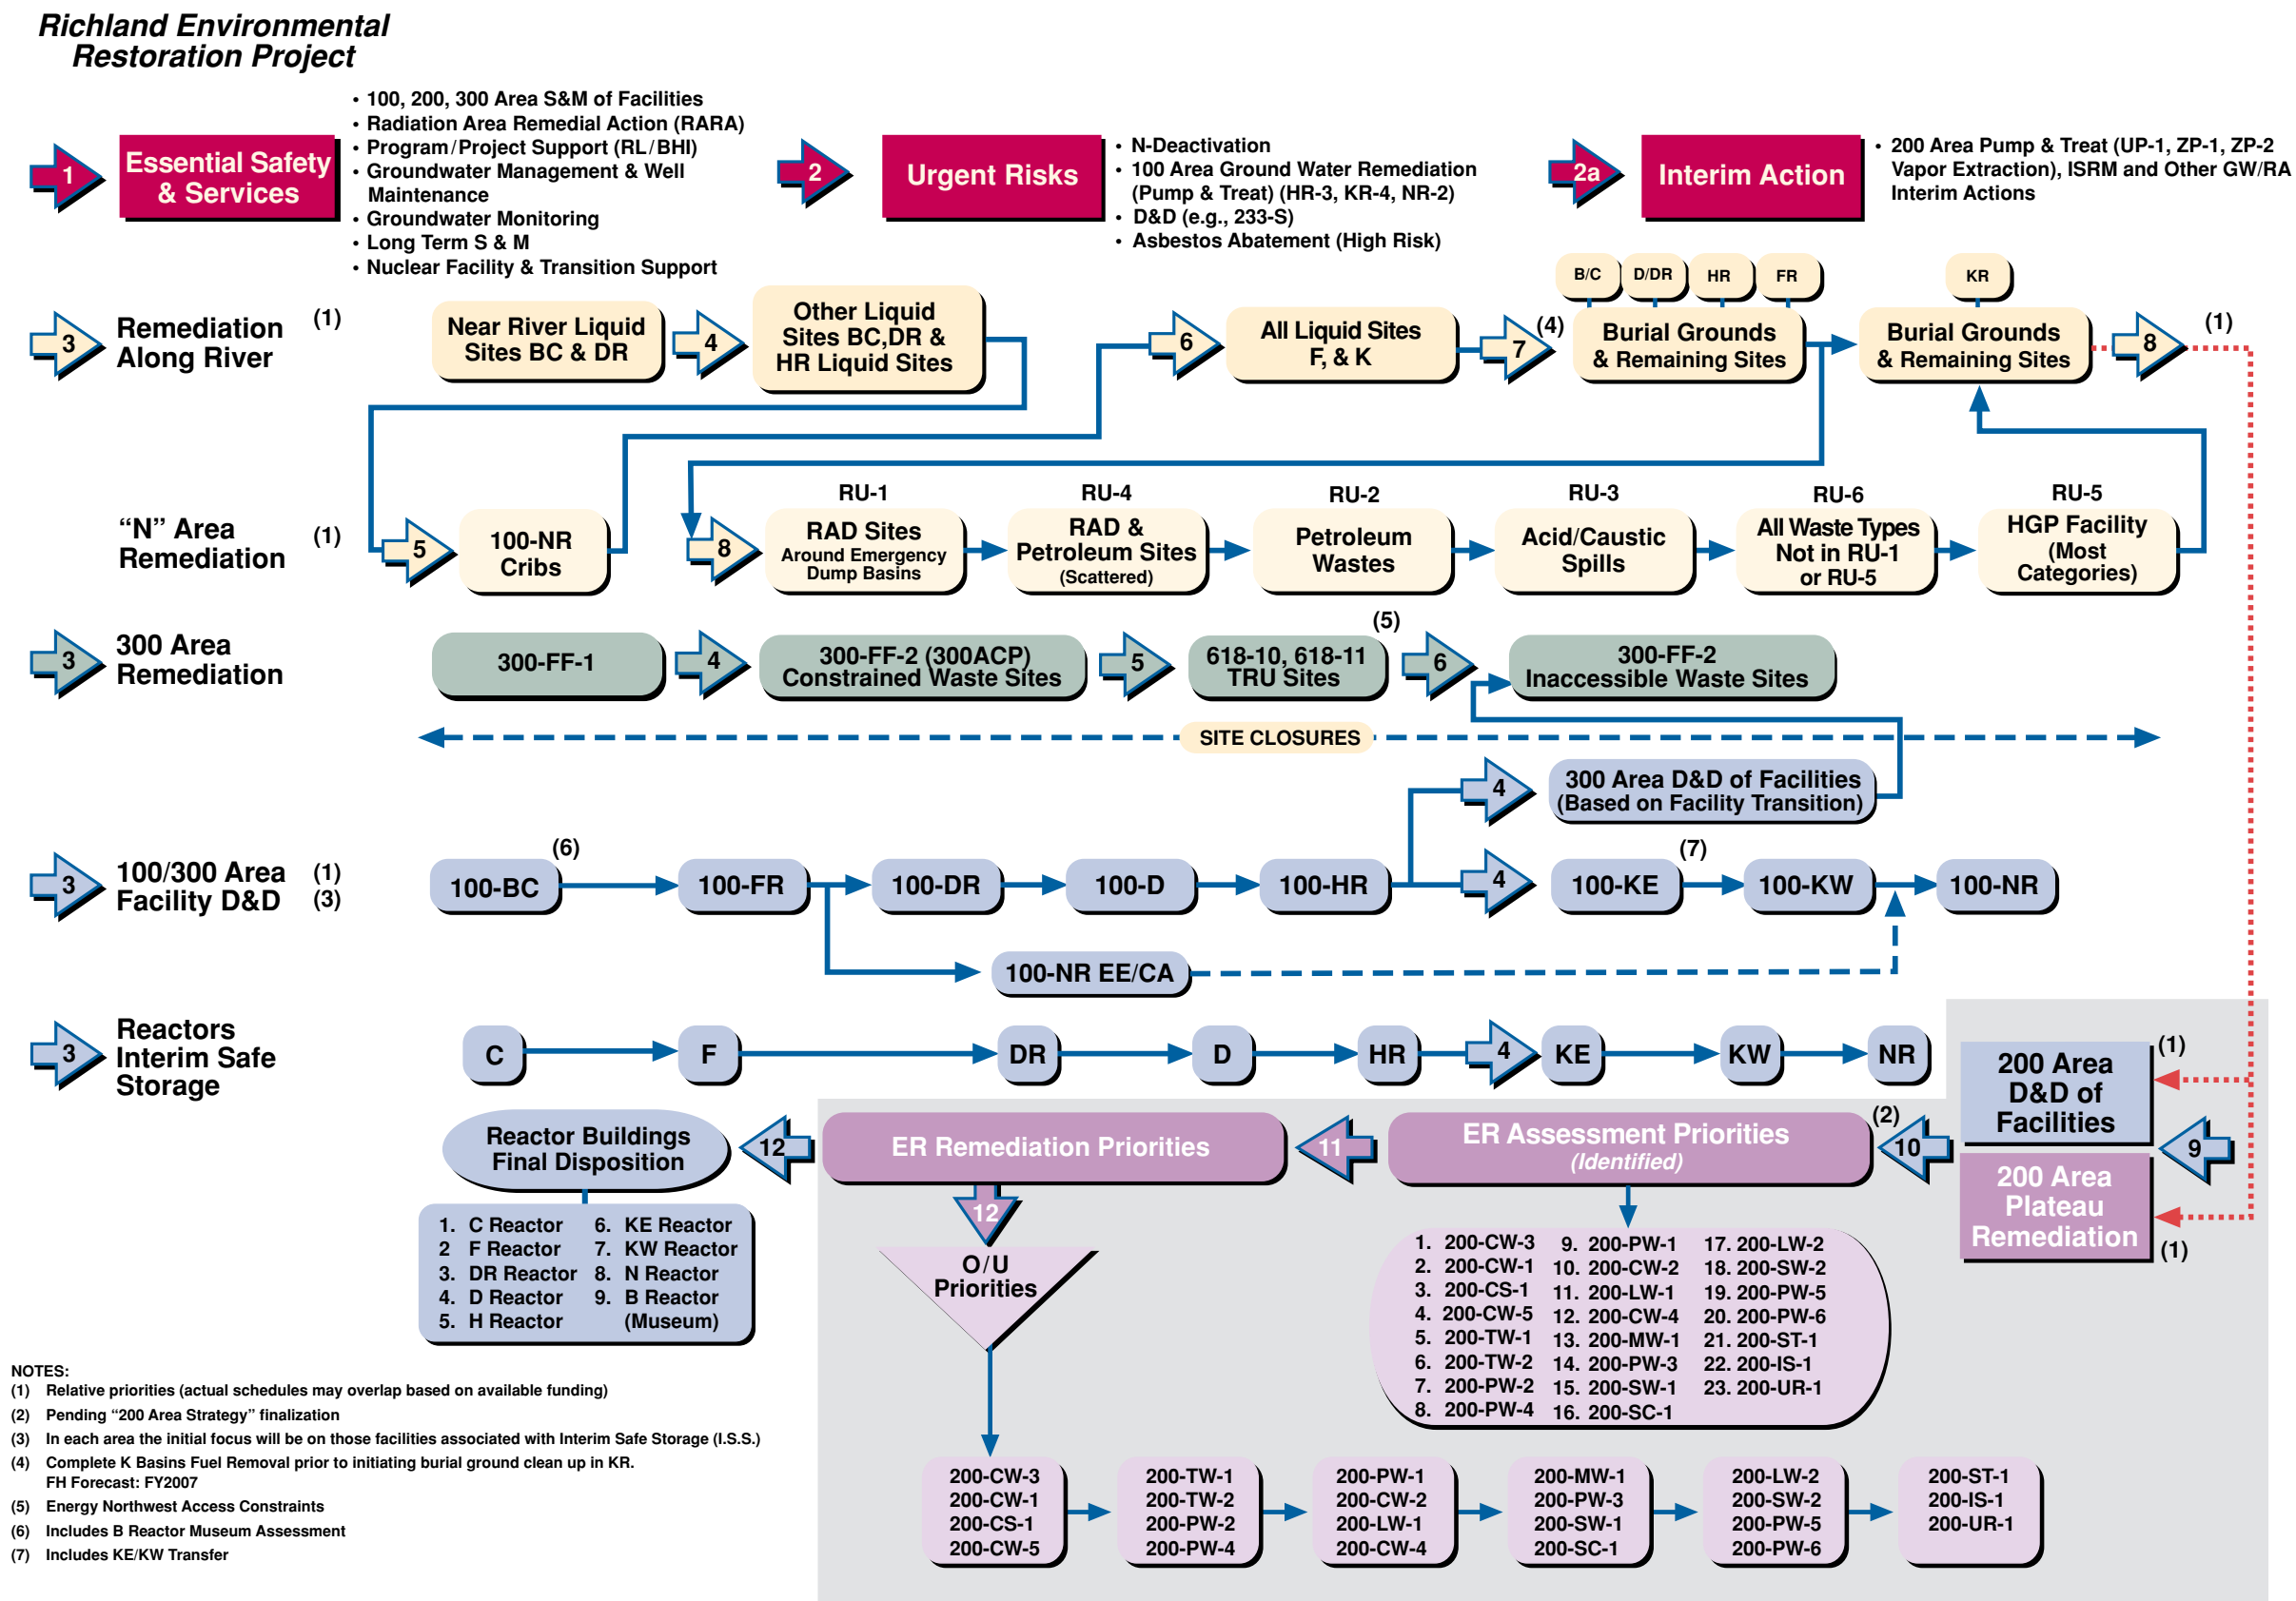 Richland Environmental
Restoration Project
1
Essential Safety
& Services
• 100, 200, 300 Area S&M of Facilities
• Radiation Area Remedial Action (RARA)
• Program/Project Support (RL/BHI)
• Groundwater Management & Well
Maintenance
• Groundwater Monitoring
• Long Term S & M
• Nuclear Facility & Transition Support
2
Urgent Risks
• N-Deactivation
• 100 Area Ground Water Remediation
(Pump & Treat) (HR-3, KR-4, NR-2)
• D&D (e.g., 233-S)
• Asbestos Abatement (High Risk)
2a
Interim Action
• 200 Area Pump & Treat (UP-1, ZP-1, ZP-2
Vapor Extraction), ISRM and Other GW/RA
Interim Actions
3
Remediation
Along River
(1)
Near River Liquid
Sites BC & DR
4
Other Liquid
Sites BC,DR &
HR Liquid Sites
6
All Liquid Sites
F, & K
7
(4)
B/C
D/DR
HR
FR
Burial Grounds
& Remaining Sites
KR
Burial Grounds
& Remaining Sites
8
(1)
“N” Area
Remediation
(1)
5
100-NR
Cribs
8
RU-1
RAD Sites
Around Emergency
Dump Basins
RU-4
RAD &
Petroleum Sites
(Scattered)
RU-2
Petroleum
Wastes
RU-3
Acid/Caustic
Spills
RU-6
All Waste Types
Not in RU-1
or RU-5
RU-5
HGP Facility
(Most
Categories)
3
300 Area
Remediation
300-FF-1
4
300-FF-2 (300ACP)
Constrained Waste Sites
5
618-10, 618-11
TRU Sites
(5)
6
300-FF-2
Inaccessible Waste Sites
SITE CLOSURES
4
300 Area D&D of Facilities
(Based on Facility Transition)
3
100/300 Area
Facility D&D
(1)
(3)
100-BC
(6)
100-FR
100-DR
100-D
100-HR
4
100-KE
(7)
100-KW
100-NR
100-NR EE/CA
3
Reactors
Interim Safe
Storage
C
F
DR
D
HR
4
KE
KW
NR
200 Area
D&D of
Facilities
(1)
9
200 Area
Plateau
Remediation
(1)
10
ER Assessment Priorities
(Identified)
(2)
11
ER Remediation Priorities
12
Reactor Buildings
Final Disposition
1. C Reactor
2 F Reactor
3. DR Reactor
4. D Reactor
5. H Reactor
6. KE Reactor
7. KW Reactor
8. N Reactor
9. B Reactor
(Museum)
12
O/U
Priorities
1. 200-CW-3
2. 200-CW-1
3. 200-CS-1
4. 200-CW-5
5. 200-TW-1
6. 200-TW-2
7. 200-PW-2
8. 200-PW-4
9. 200-PW-1
10. 200-CW-2
11. 200-LW-1
12. 200-CW-4
13. 200-MW-1
14. 200-PW-3
15. 200-SW-1
16. 200-SC-1
17. 200-LW-2
18. 200-SW-2
19. 200-PW-5
20. 200-PW-6
21. 200-ST-1
22. 200-IS-1
23. 200-UR-1
200-CW-3
200-CW-1
200-CS-1
200-CW-5
200-TW-1
200-TW-2
200-PW-2
200-PW-4
200-PW-1
200-CW-2
200-LW-1
200-CW-4
200-MW-1
200-PW-3
200-SW-1
200-SC-1
200-LW-2
200-SW-2
200-PW-5
200-PW-6
200-ST-1
200-IS-1
200-UR-1
NOTES:
(1) Relative priorities (actual schedules may overlap based on available funding)
(2) Pending “200 Area Strategy” finalization
(3) In each area the initial focus will be on those facilities associated with Interim Safe Storage (I.S.S.)
(4) Complete K Basins Fuel Removal prior to initiating burial ground clean up in KR.
FH Forecast: FY2007
(5) Energy Northwest Access Constraints
(6) Includes B Reactor Museum Assessment
(7) Includes KE/KW Transfer